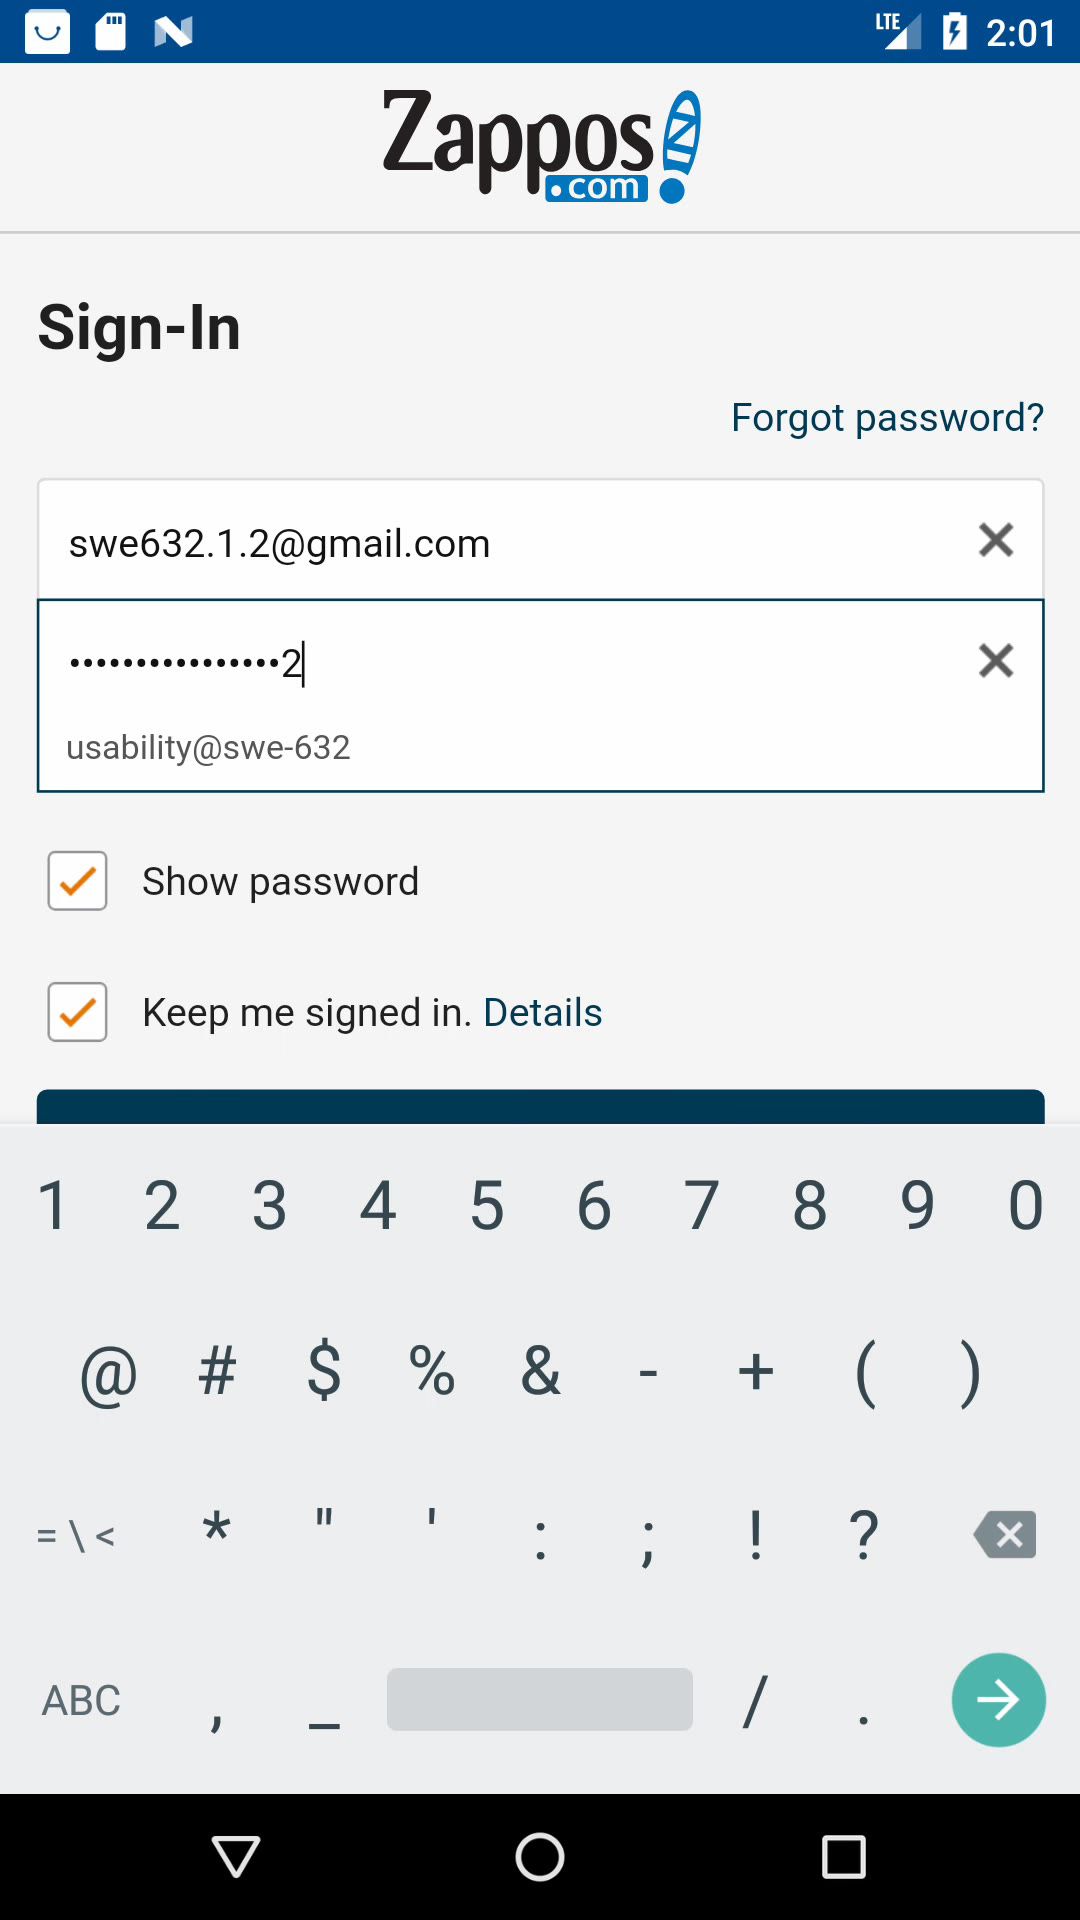 LTE 2:01
Zappos
.com
Sign-In
Forgot password?
swe632.1.2@gmail.com
••••••••••••••••2
usability@swe-632
Show password
Keep me signed in. Details
1 2 3 4 5 6 7 8 9 0
@ # $ % & - + ( )
= \ < * " ' : ; ! ?
ABC , _ / .